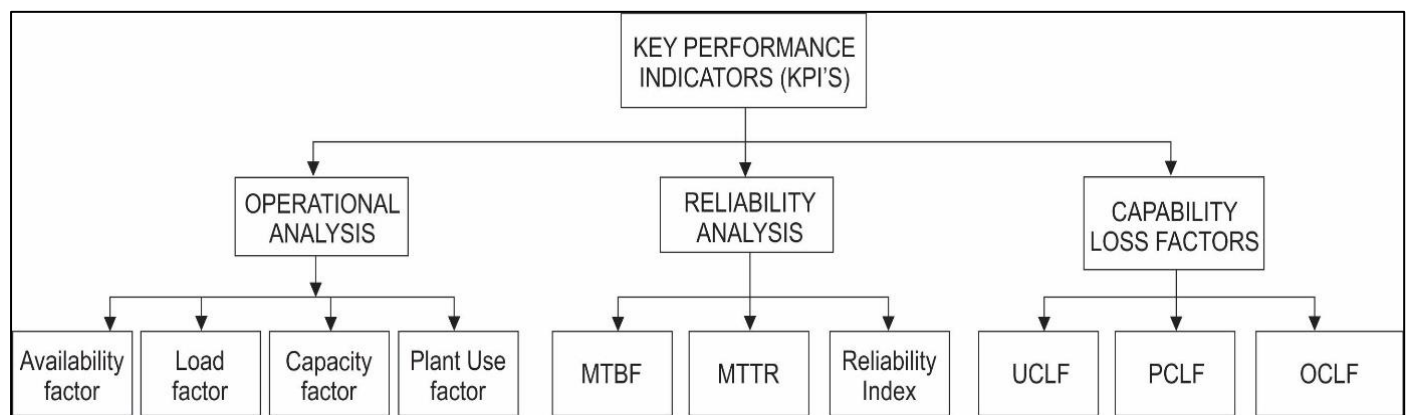 KEY PERFORMANCE
INDICATORS (KPI'S)
OPERATIONAL
ANALYSIS
RELIABILITY
ANALYSIS
CAPABILITY
LOSS FACTORS
Availability
factor
Load
factor
Capacity
factor
Plant Use
factor
MTBF
MTTR
Reliability
Index
UCLF
PCLF
OCLF